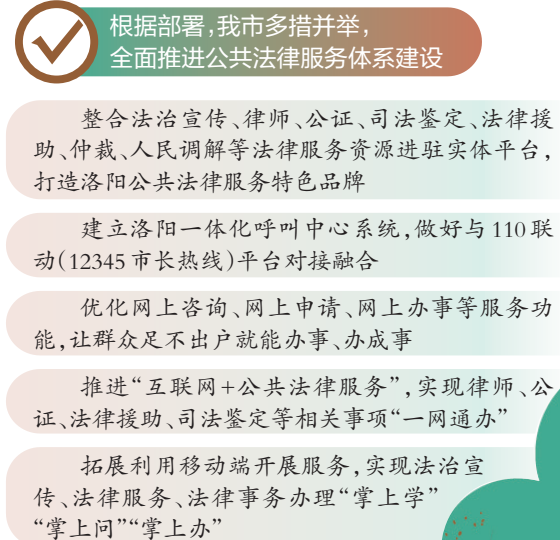 根据部署,我市多措并举,
全面推进公共法律服务体系建设
整合法治宣传、律师、公证、司法鉴定、法律援
助、仲裁、人民调解等法律服务资源进驻实体平台,
打造洛阳公共法律服务特色品牌
建立洛阳一体化呼叫中心系统,做好与110联
动(12345市长热线)平台对接融合
优化网上咨询、网上申请、网上办事等服务功
能,让群众足不出户就能办事、办成事
推进“互联网+公共法律服务”,实现律师、公
证、法律援助、司法鉴定等相关事项“一网通办”
拓展利用移动端开展服务,实现法治宣
传、法律服务、法律事务办理“掌上学”
“掌上问”“掌上办”